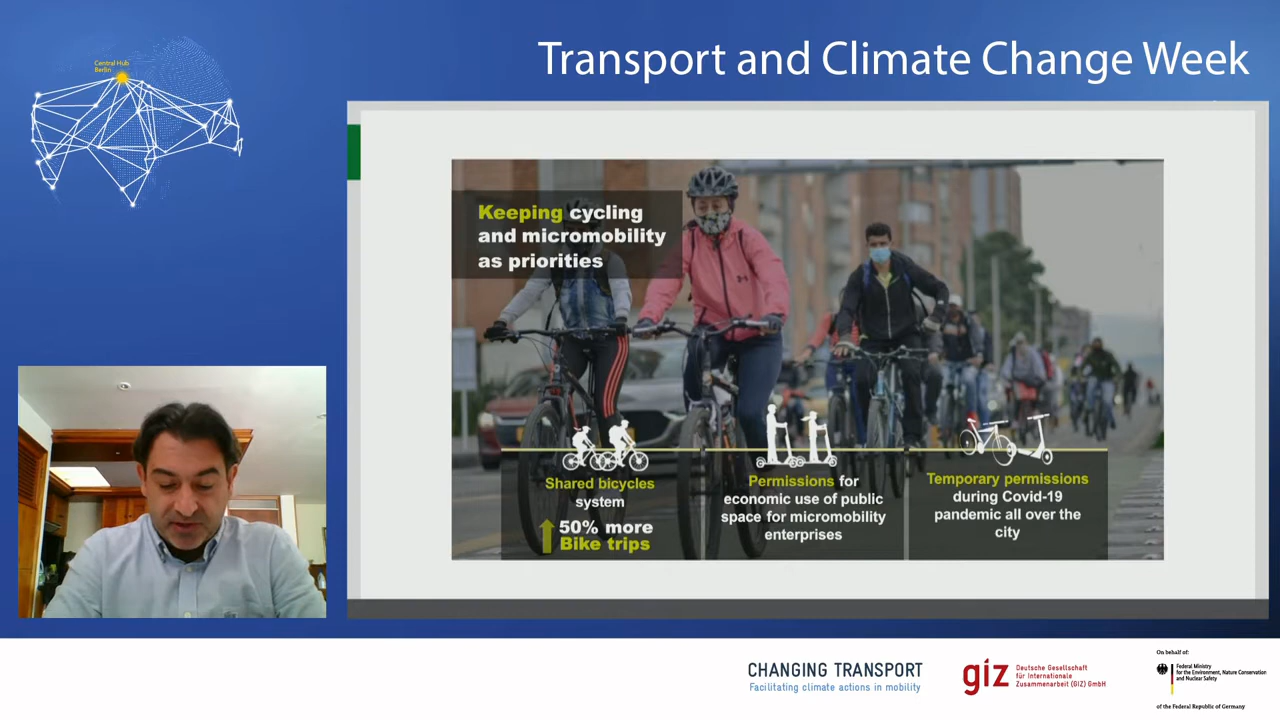 Central Hub
Berlin
Transport and Climate Change Week
Keeping cycling
and micromobility
as priorities
Shared bicycles
system
50% more
Bike trips
Permissions for
economic use of public
space for micromobility
enterprises
Temporary permissions
during Covid-19
pandemic all over the
city
CHANGING TRANSPORT
Facilitating climate actions in mobility
giz
Deutsche Gesellschaft
für Internationale
Zusammenarbeit (GIZ) GmbH
On behalf of:
Federal Ministry
for the Environment, Nature Conservation
and Nuclear Safety
of the Federal Republic of Germany